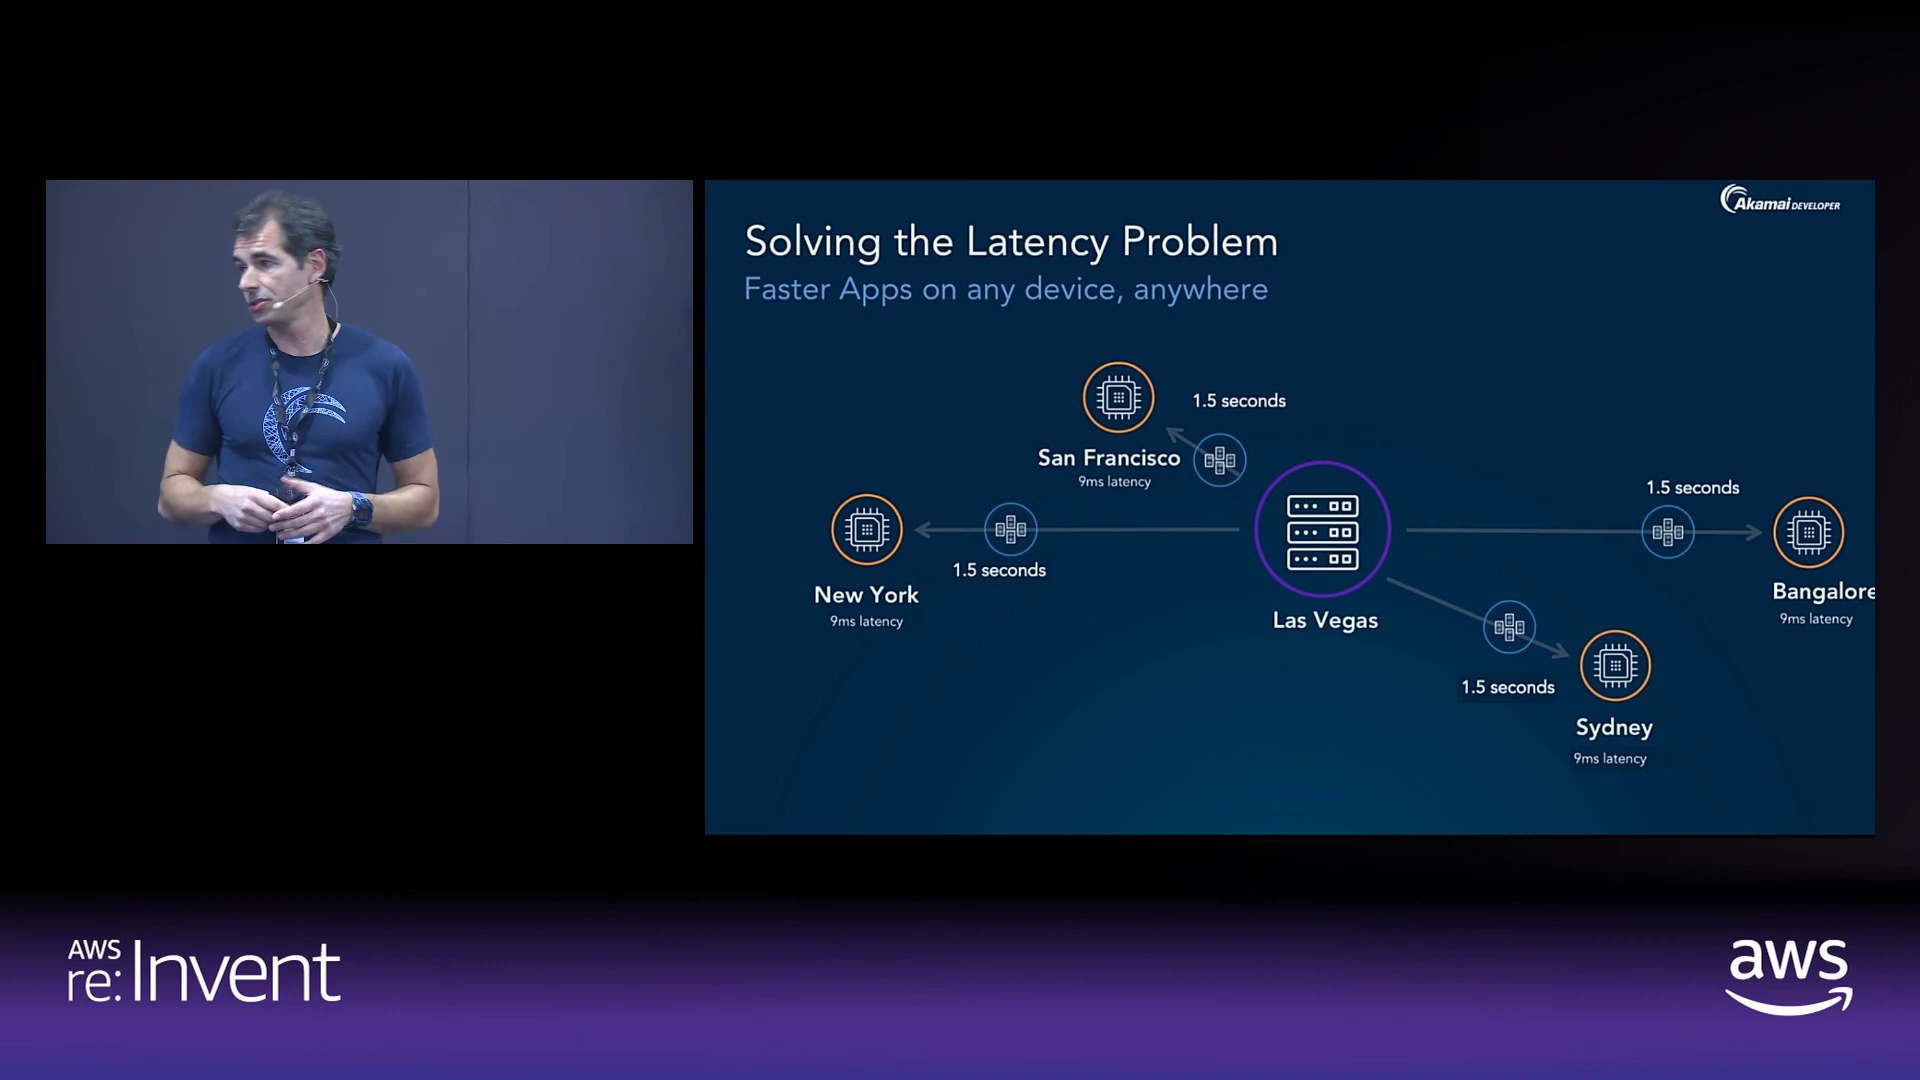 Akamai DEVELOPER
Solving the Latency Problem
Faster Apps on any device, anywhere
1.5 seconds
San Francisco
9ms latency
1.5 seconds
1.5 seconds
New York
9ms latency
Las Vegas
Bangalore
9ms latency
1.5 seconds
Sydney
9ms latency
AWS
re:Invent
aws